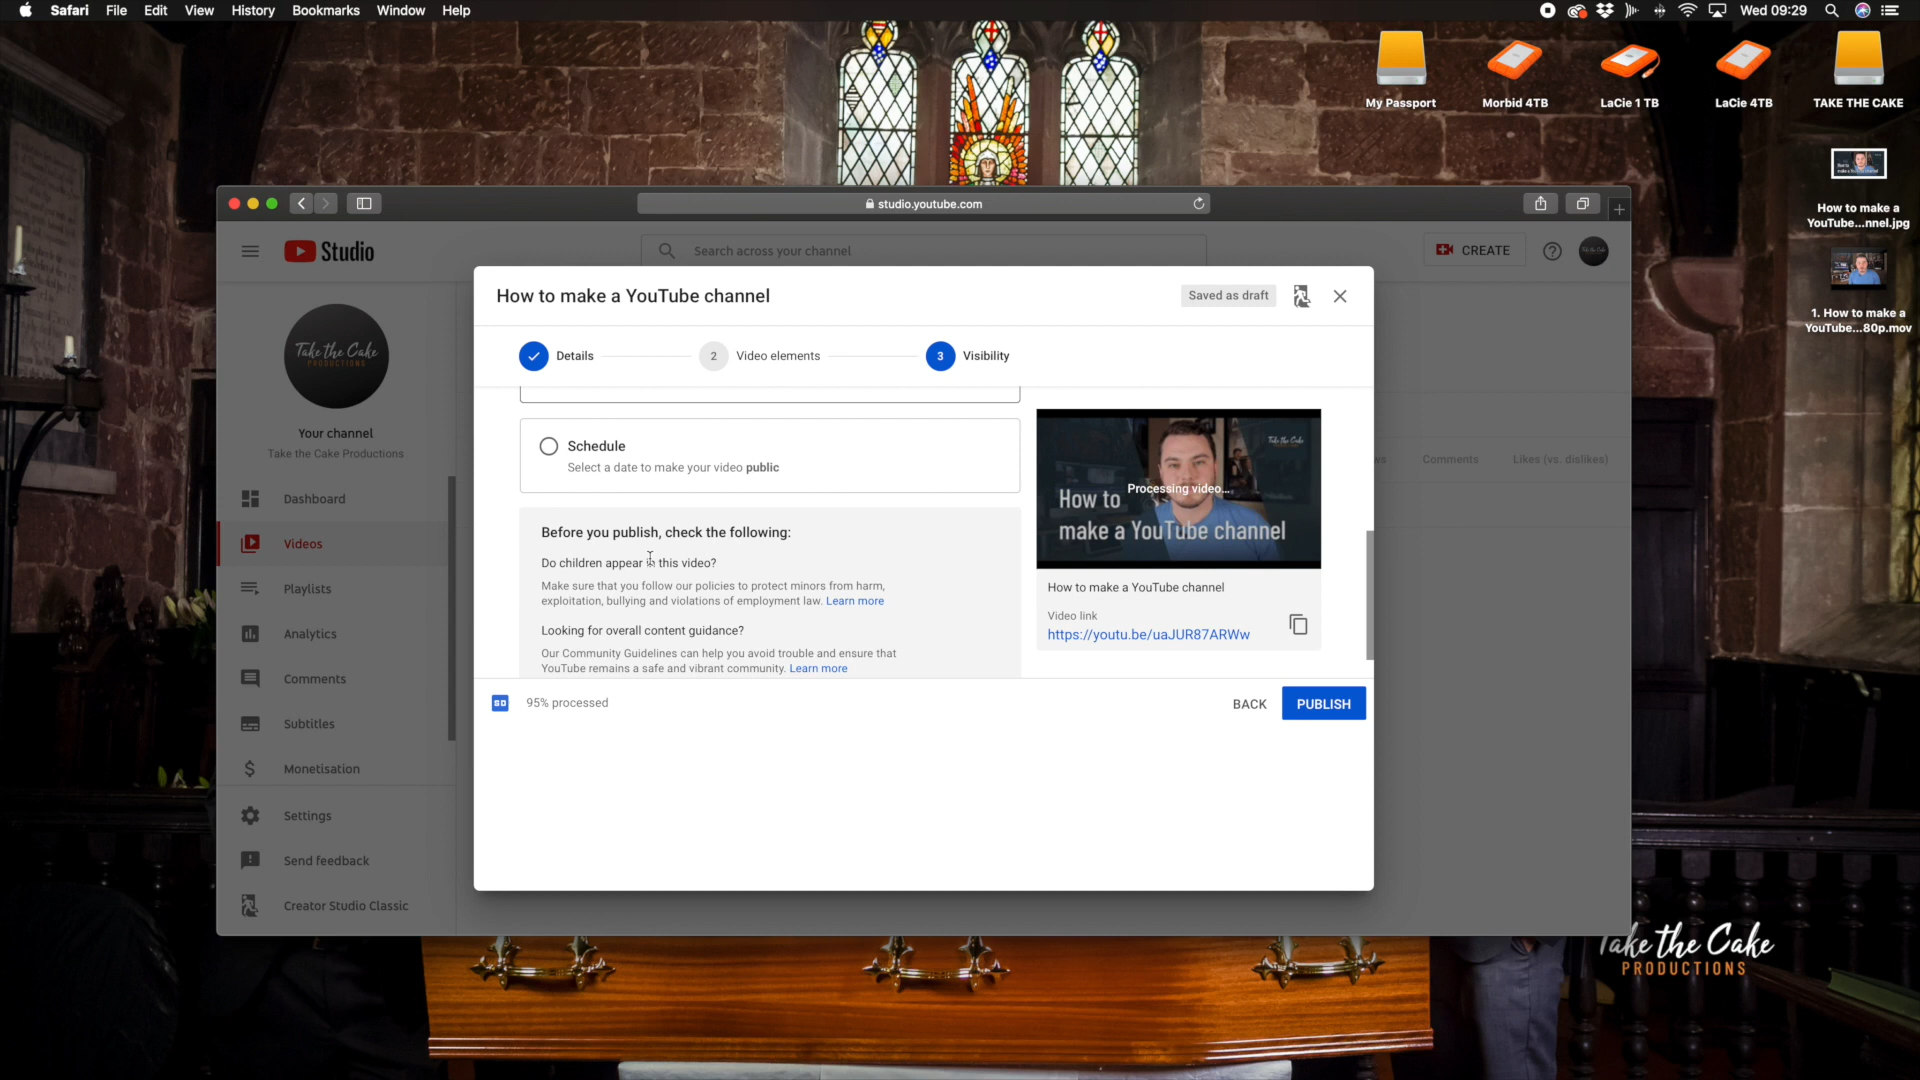 Safari File Edit View History Bookmarks Window Help
Wed 09:29
My Passport
Morbid 4TB
LaCie 1 TB
LaCie 4TB
TAKE THE CAKE
How to make a
YouTube...nnel.jpg
1. How to make a
YouTube...80p.mov
studio.youtube.com
Studio
Search across your channel
CREATE
Take the Cake
PRODUCTIONS
Your channel
Take the Cake Productions
Dashboard
Videos
Playlists
Analytics
Comments
Subtitles
Monetisation
Settings
Send feedback
Creator Studio Classic
Comments
Likes (vs. dislikes)
How to make a YouTube channel
Saved as draft
Details
2 Video elements
3 Visibility
Schedule
Select a date to make your video public
Before you publish, check the following:
Do children appear in this video?
Make sure that you follow our policies to protect minors from harm,
exploitation, bullying and violations of employment law. Learn more
Looking for overall content guidance?
Our Community Guidelines can help you avoid trouble and ensure that
YouTube remains a safe and vibrant community. Learn more
Take the Cake
Processing video...
How to
make a YouTube channel
How to make a YouTube channel
Video link
https://youtu.be/uaJUR87ARWw
SD
95% processed
BACK
PUBLISH
Take the Cake
PRODUCTIONS